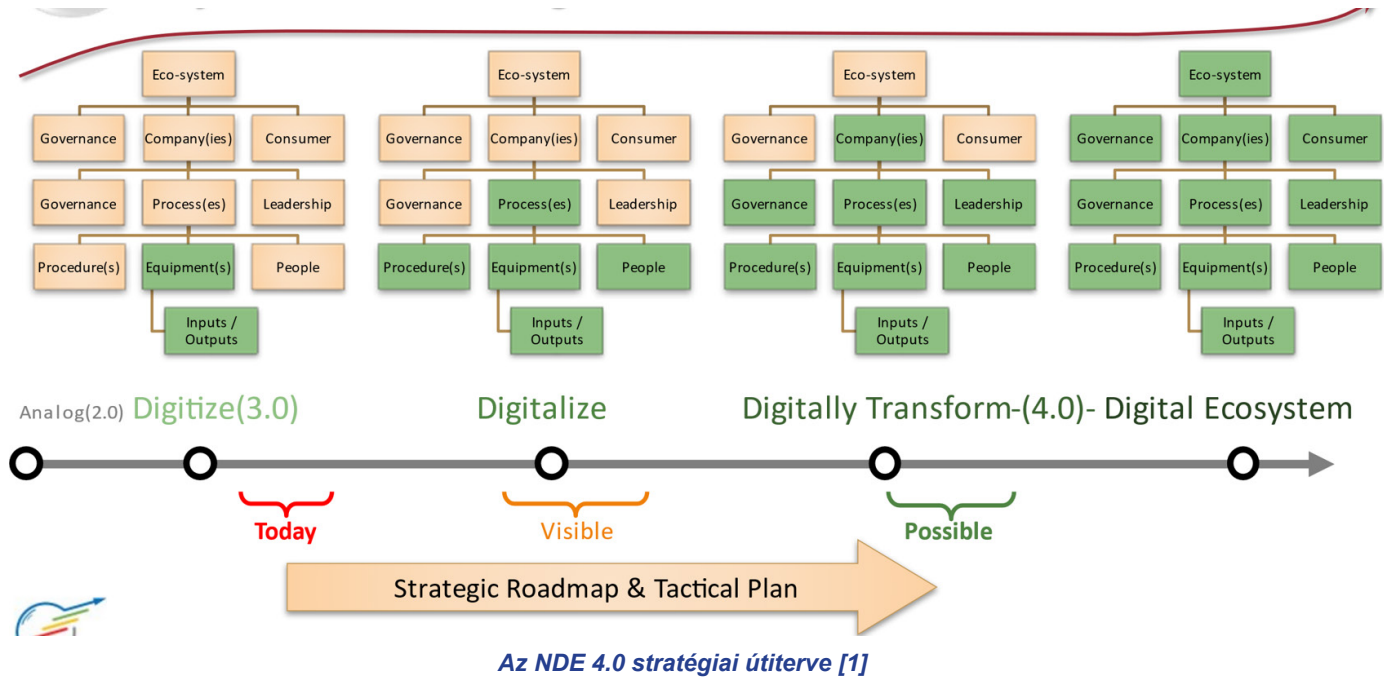 Eco-system
Governance
Company(ies)
Consumer
Governance
Process(es)
Leadership
Procedure(s)
Equipment(s)
People
Inputs /
Outputs
Eco-system
Governance
Company(ies)
Consumer
Governance
Process(es)
Leadership
Procedure(s)
Equipment(s)
People
Inputs /
Outputs
Eco-system
Governance
Company(ies)
Consumer
Governance
Process(es)
Leadership
Procedure(s)
Equipment(s)
People
Inputs /
Outputs
Eco-system
Governance
Company(ies)
Consumer
Governance
Process(es)
Leadership
Procedure(s)
Equipment(s)
People
Inputs /
Outputs
Analog(2.0) Digitize(3.0) Digitalize Digitally Transform-(4.0)- Digital Ecosystem
Today
Visible
Possible
Strategic Roadmap & Tactical Plan
Az NDE 4.0 stratégiai útiterve [1]